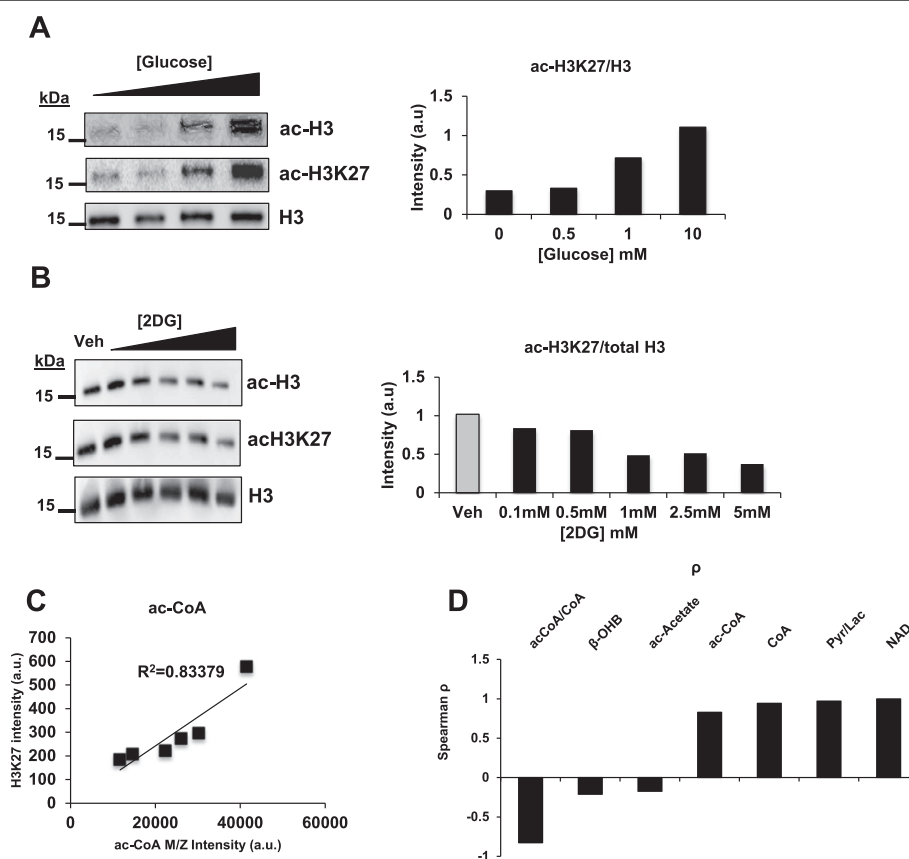 A
[Glucose]
kDa
15
ac-H3
15
ac-H3K27
15
H3
ac-H3K27/H3
Intensity (a.u)
1.5
1
0.5
0
0 0.5 1 10
[Glucose] mM
B
[2DG]
Veh
kDa
15
ac-H3
15
acH3K27
15
H3
ac-H3K27/total H3
Intensity (a.u)
1.5
1
0.5
0
Veh 0.1mM 0.5mM 1mM 2.5mM 5mM
[2DG] mM
C
ac-CoA
H3K27 intensity (a.u.)
700
600
500
400
300
200
100
0
R²=0.83379
0 20000 40000 60000
ac-CoA M/Z Intensity (a.u.)
D
ρ
acCoA/CoA
β-OHB
ac-Acetate
ac-CoA
CoA
Pyr/Lac
NAD
Spearman ρ
1.5
1
0.5
0
-0.5
-1